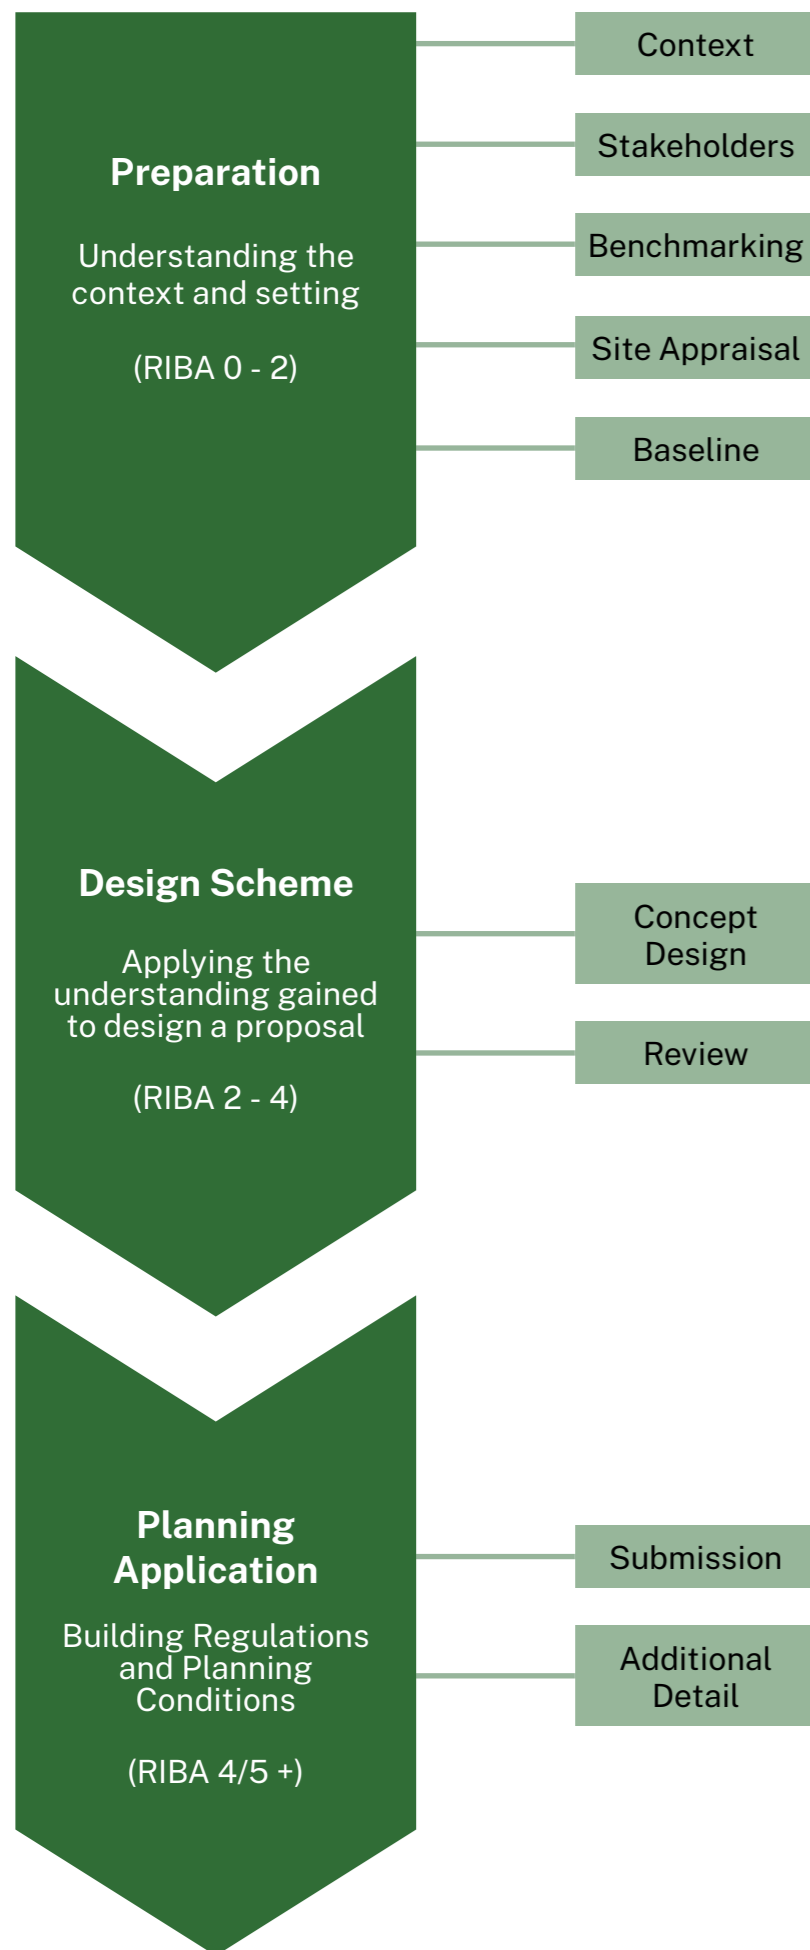 Preparation
Understanding the
context and setting
(RIBA 0 - 2)
Context
Stakeholders
Benchmarking
Site Appraisal
Baseline
Design Scheme
Applying the
understanding gained
to design a proposal
(RIBA 2 - 4)
Concept
Design
Review
Planning
Application
Building Regulations
and Planning
Conditions
(RIBA 4/5 +)
Submission
Additional
Detail